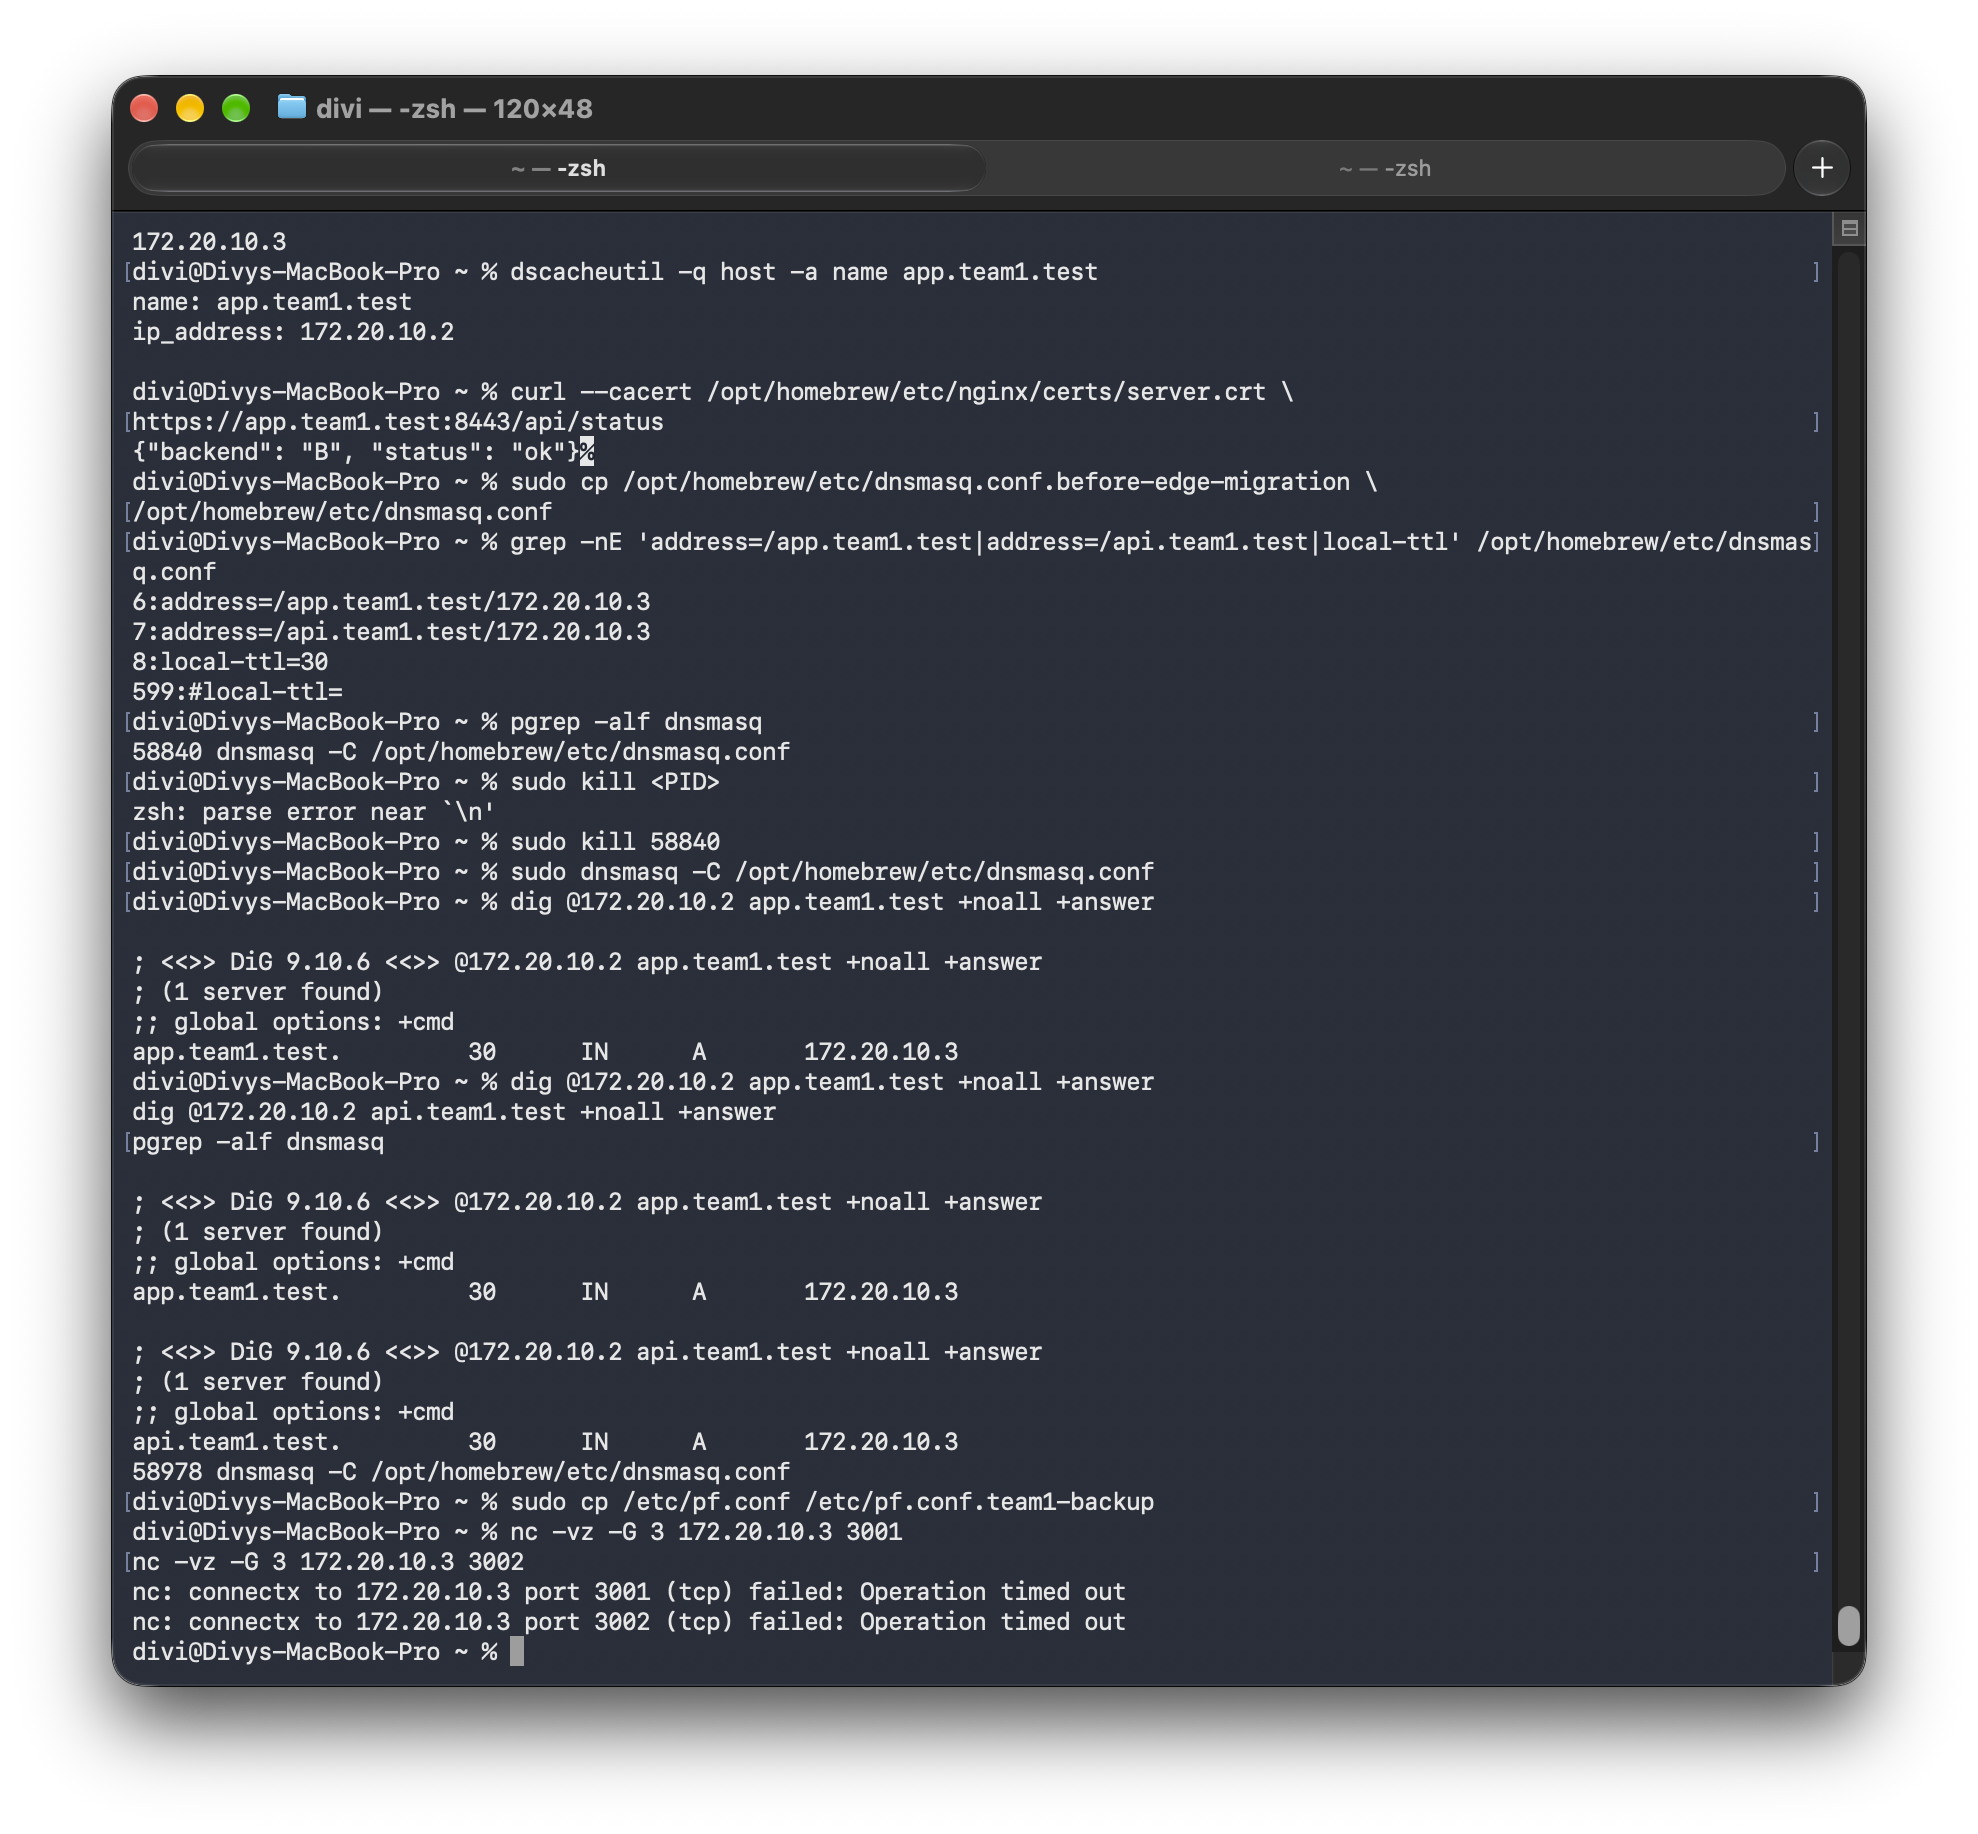 divi — -zsh — 120×48
~ — -zsh
~ — -zsh
+
172.20.10.3
[divi@Divys-MacBook-Pro ~ % dscacheutil -q host -a name app.team1.test ]
name: app.team1.test
ip_address: 172.20.10.2
divi@Divys-MacBook-Pro ~ % curl --cacert /opt/homebrew/etc/nginx/certs/server.crt \
[https://app.team1.test:8443/api/status ]
{"backend": "B", "status": "ok"}%
divi@Divys-MacBook-Pro ~ % sudo cp /opt/homebrew/etc/dnsmasq.conf.before-edge-migration \
[/opt/homebrew/etc/dnsmasq.conf ]
[divi@Divys-MacBook-Pro ~ % grep -nE 'address=/app.team1.test|address=/api.team1.test|local-ttl' /opt/homebrew/etc/dnsmas]
q.conf
6:address=/app.team1.test/172.20.10.3
7:address=/api.team1.test/172.20.10.3
8:local-ttl=30
599:#local-ttl=
[divi@Divys-MacBook-Pro ~ % pgrep -alf dnsmasq ]
58840 dnsmasq -C /opt/homebrew/etc/dnsmasq.conf
[divi@Divys-MacBook-Pro ~ % sudo kill <PID> ]
zsh: parse error near `\n'
[divi@Divys-MacBook-Pro ~ % sudo kill 58840 ]
[divi@Divys-MacBook-Pro ~ % sudo dnsmasq -C /opt/homebrew/etc/dnsmasq.conf ]
[divi@Divys-MacBook-Pro ~ % dig @172.20.10.2 app.team1.test +noall +answer ]
; <<>> DiG 9.10.6 <<>> @172.20.10.2 app.team1.test +noall +answer
; (1 server found)
;; global options: +cmd
app.team1.test. 30 IN A 172.20.10.3
divi@Divys-MacBook-Pro ~ % dig @172.20.10.2 app.team1.test +noall +answer
dig @172.20.10.2 api.team1.test +noall +answer
[pgrep -alf dnsmasq ]
; <<>> DiG 9.10.6 <<>> @172.20.10.2 app.team1.test +noall +answer
; (1 server found)
;; global options: +cmd
app.team1.test. 30 IN A 172.20.10.3
; <<>> DiG 9.10.6 <<>> @172.20.10.2 api.team1.test +noall +answer
; (1 server found)
;; global options: +cmd
api.team1.test. 30 IN A 172.20.10.3
58978 dnsmasq -C /opt/homebrew/etc/dnsmasq.conf
[divi@Divys-MacBook-Pro ~ % sudo cp /etc/pf.conf /etc/pf.conf.team1-backup ]
divi@Divys-MacBook-Pro ~ % nc -vz -G 3 172.20.10.3 3001
[nc -vz -G 3 172.20.10.3 3002 ]
nc: connectx to 172.20.10.3 port 3001 (tcp) failed: Operation timed out
nc: connectx to 172.20.10.3 port 3002 (tcp) failed: Operation timed out
divi@Divys-MacBook-Pro ~ %